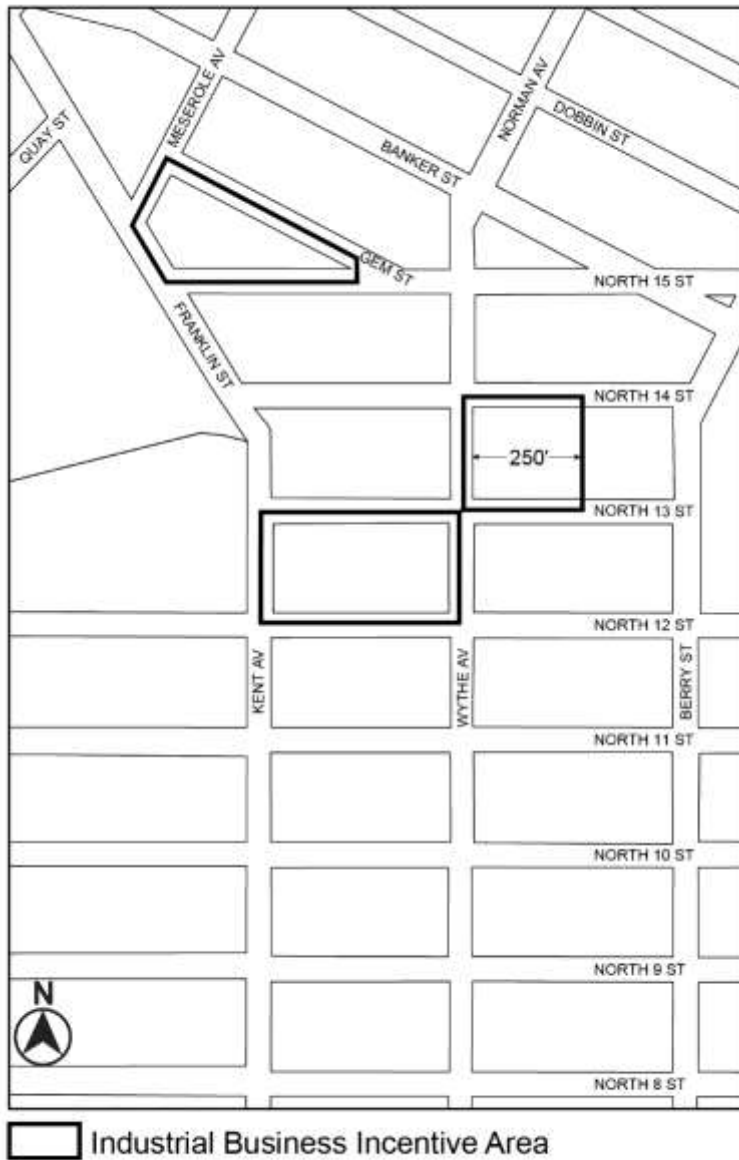 MESEROLE AV
NORMAN AV
QUAY ST
DOBBIN ST
BANKER ST
GEM ST
NORTH 15 ST
FRANKLIN ST
NORTH 14 ST
250'
NORTH 13 ST
NORTH 12 ST
KENT AV
WYTHE AV
BERRY ST
NORTH 11 ST
NORTH 10 ST
NORTH 9 ST
N
NORTH 8 ST
Industrial Business Incentive Area